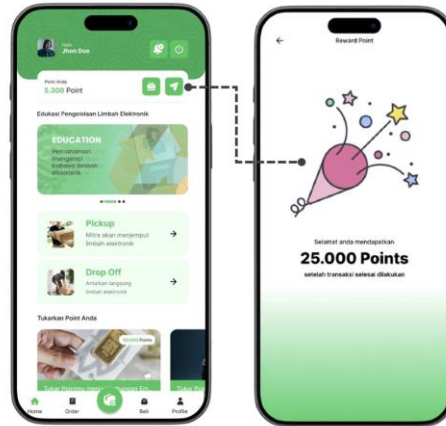 Hello
Jhon Doe
Point Anda
5.300 Point
Edukasi Pengelolaan Limbah Elektronik
EDUCATION
Pemahaman
mengenai
bahaya limbah
elektronik
Pickup
Mitra akan menjemput
limbah elektronik
Drop Off
Antarkan langsung
limbah elektronik
Tukarkan Point Anda
Points
Home
Order
Beli
Profile
Reward Point
Selamat anda mendapatkan
25.000 Points
setelah transaksi selesai dilakukan